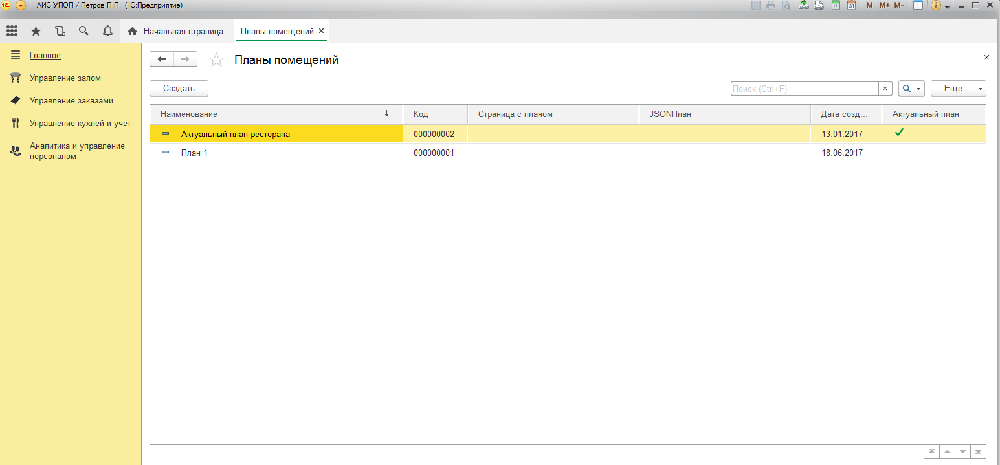 АИС УПОП / Петров П.П. (1С:Предприятие)
M M+ M-
Начальная страница
Планы помещений
Главное
Управление залом
Управление заказами
Управление кухней и учет
Аналитика и управление
персоналом
Планы помещений
Создать
Поиск (Ctrl+F)
Еще
Наименование Код Страница с планом JSONПлан Дата созд... Актуальный план
Актуальный план ресторана 000000002 13.01.2017
План 1 000000001 18.06.2017